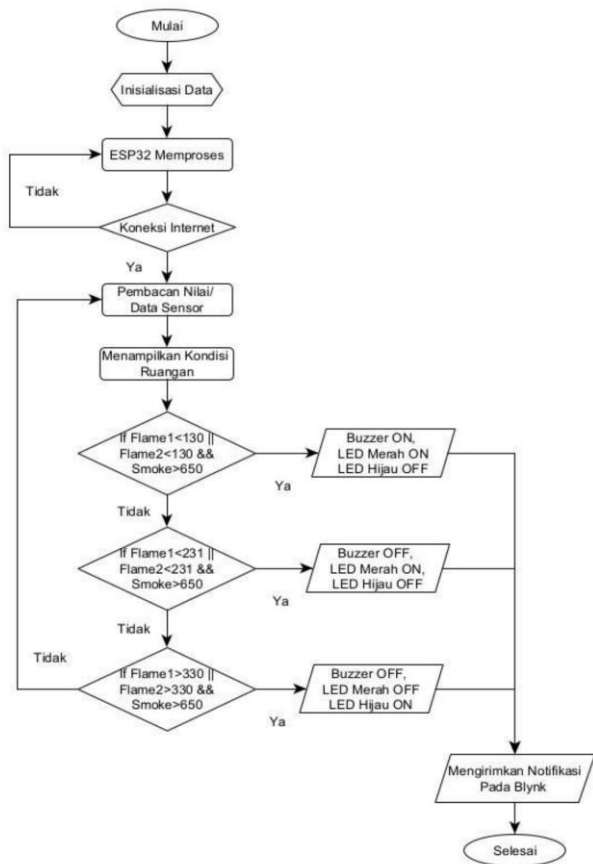 Mulai
Inisialisasi Data
ESP32 Memproses
Tidak
Koneksi Internet
Ya
Pembacan Nilai/
Data Sensor
Menampilkan Kondisi
Ruangan
If Flame1<130 ||
Flame2<130 &&
Smoke>650
Ya
Buzzer ON,
LED Merah ON
LED Hijau OFF
Tidak
If Flame1<231 ||
Flame2<231 &&
Smoke>650
Ya
Buzzer OFF,
LED Merah ON,
LED Hijau OFF
Tidak
Tidak
If Flame1>330 ||
Flame2>330 &&
Smoke>650
Ya
Buzzer OFF,
LED Merah OFF
LED Hijau ON
Mengirimkan Notifikasi
Pada Blynk
Selesai